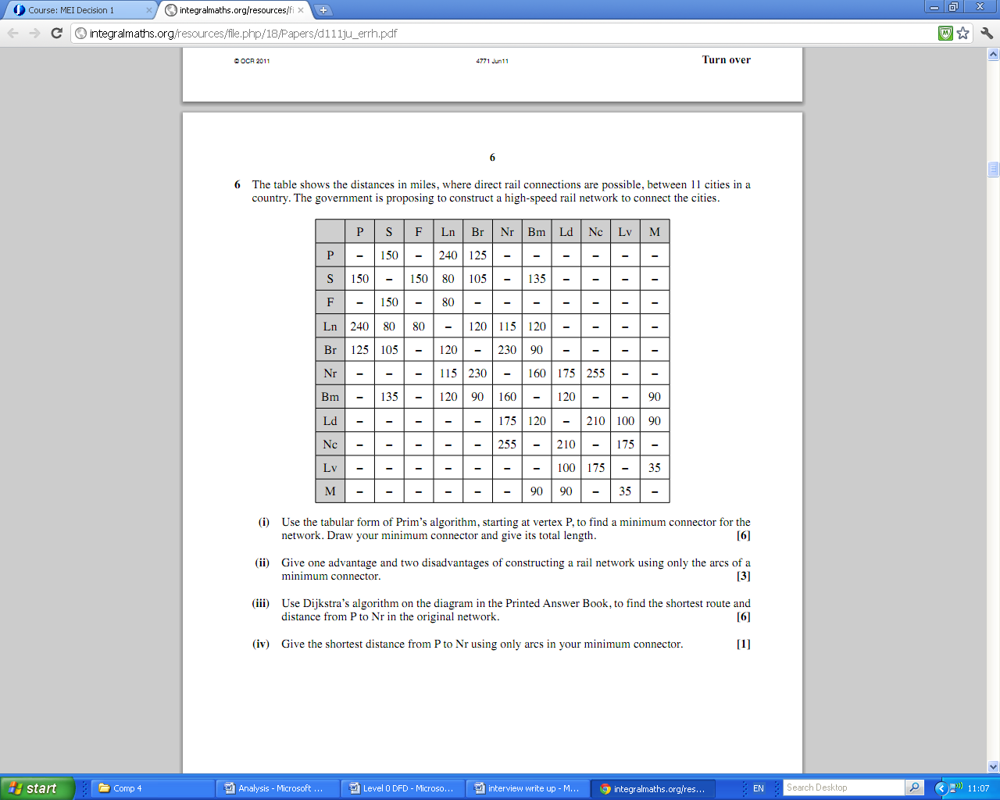 Course: MEI Decision 1
integralmaths.org/resources/fi
integralmaths.org/resources/file.php/18/Papers/d111ju_errh.pdf
© OCR 2011 4771 Jun11 Turn over
6
6 The table shows the distances in miles, where direct rail connections are possible, between 11 cities in a
country. The government is proposing to construct a high-speed rail network to connect the cities.
P S F Ln Br Nr Bm Ld Nc Lv M
P – 150 – 240 125 – – – – – –
S 150 – 150 80 105 – 135 – – – –
F – 150 – 80 – – – – – – –
Ln 240 80 80 – 120 115 120 – – – –
Br 125 105 – 120 – 230 90 – – – –
Nr – – – 115 230 – 160 175 255 – –
Bm – 135 – 120 90 160 – 120 – – 90
Ld – – – – – 175 120 – 210 100 90
Nc – – – – – 255 – 210 – 175 –
Lv – – – – – – – 100 175 – 35
M – – – – – – 90 90 – 35 –
(i) Use the tabular form of Prim's algorithm, starting at vertex P, to find a minimum connector for the
network. Draw your minimum connector and give its total length. [6]
(ii) Give one advantage and two disadvantages of constructing a rail network using only the arcs of a
minimum connector. [3]
(iii) Use Dijkstra's algorithm on the diagram in the Printed Answer Book, to find the shortest route and
distance from P to Nr in the original network. [6]
(iv) Give the shortest distance from P to Nr using only arcs in your minimum connector. [1]
start Comp 4 Analysis - Microsoft ... Level 0 DFD - Microso... interview write up - M... integralmaths.org/res... EN Search Desktop 11:07